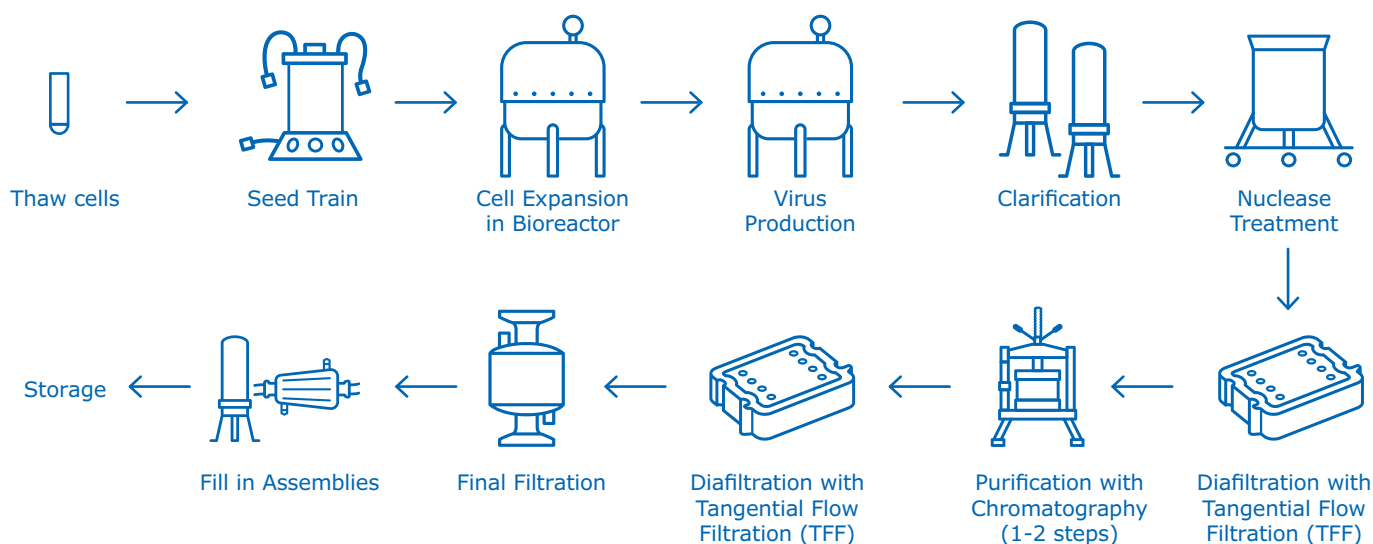 Thaw cells
Seed Train
Cell Expansion
in Bioreactor
Virus
Production
Clarification
Nuclease
Treatment
Diafiltration with
Tangential Flow
Filtration (TFF)
Purification with
Chromatography
(1-2 steps)
Diafiltration with
Tangential Flow
Filtration (TFF)
Final Filtration
Fill in Assemblies
Storage